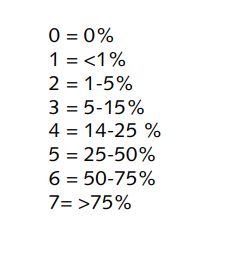 0 = 0%
1 = <1%
2 = 1-5%
3 = 5-15%
4 = 14-25 %
5 = 25-50%
6 = 50-75%
7= >75%